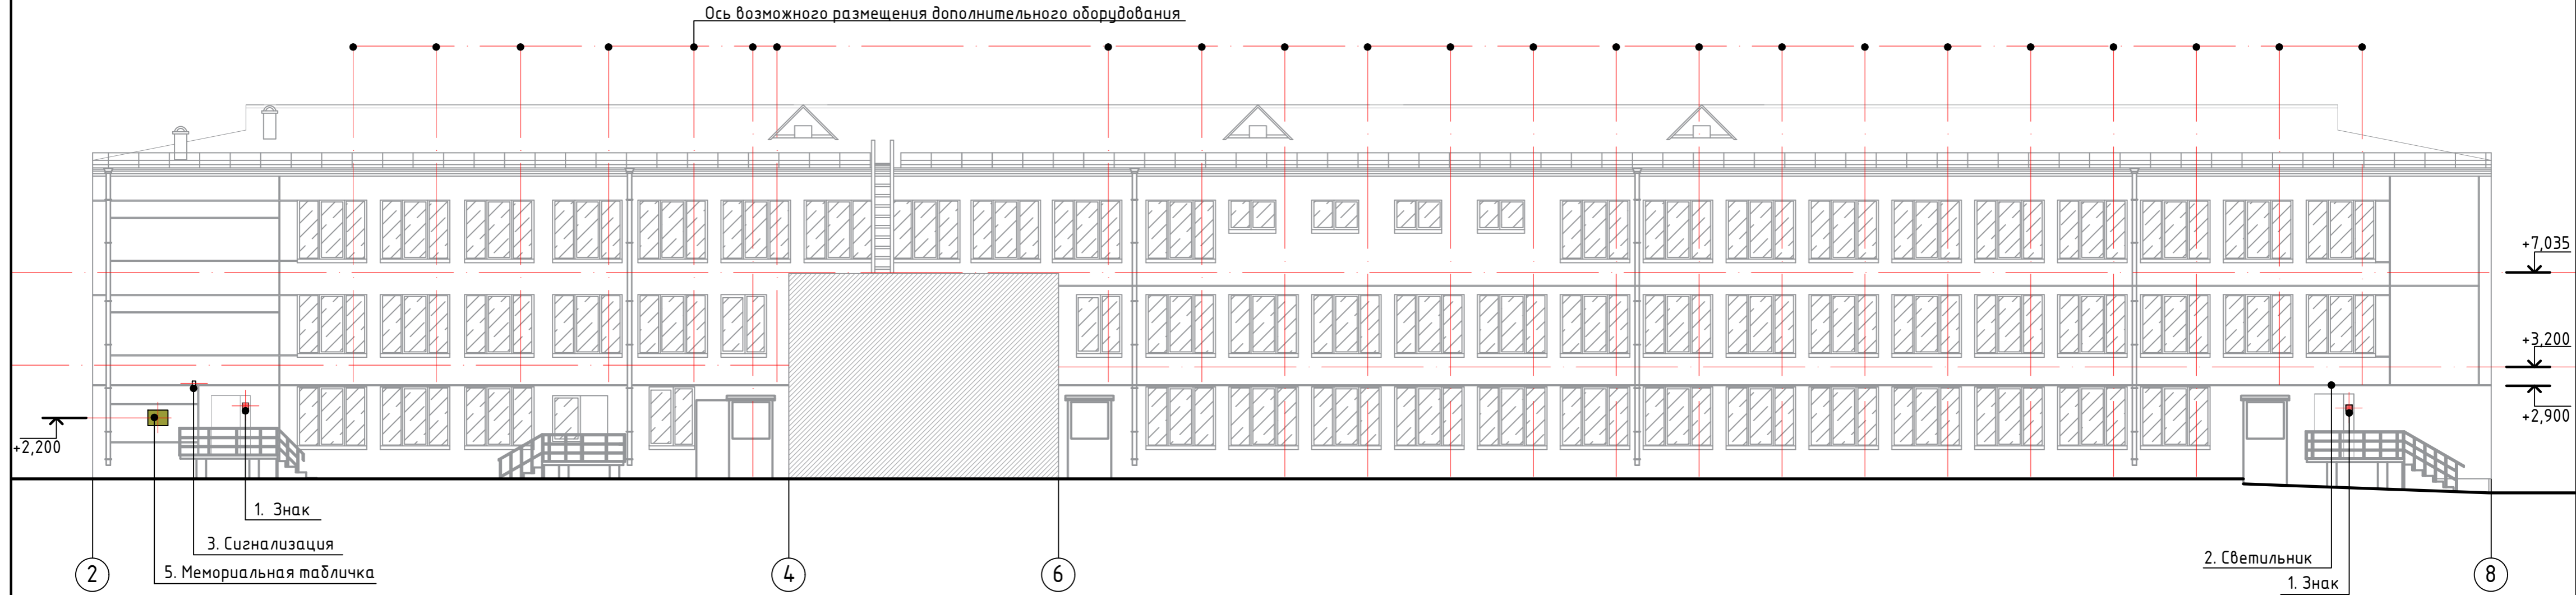 Ось возможного размещения дополнительного оборудования
+7,035
+3,200
+2,900
+2,200
1. Знак
3. Сигнализация
5. Мемориальная табличка
2. Светильник
1. Знак
2
4
6
8